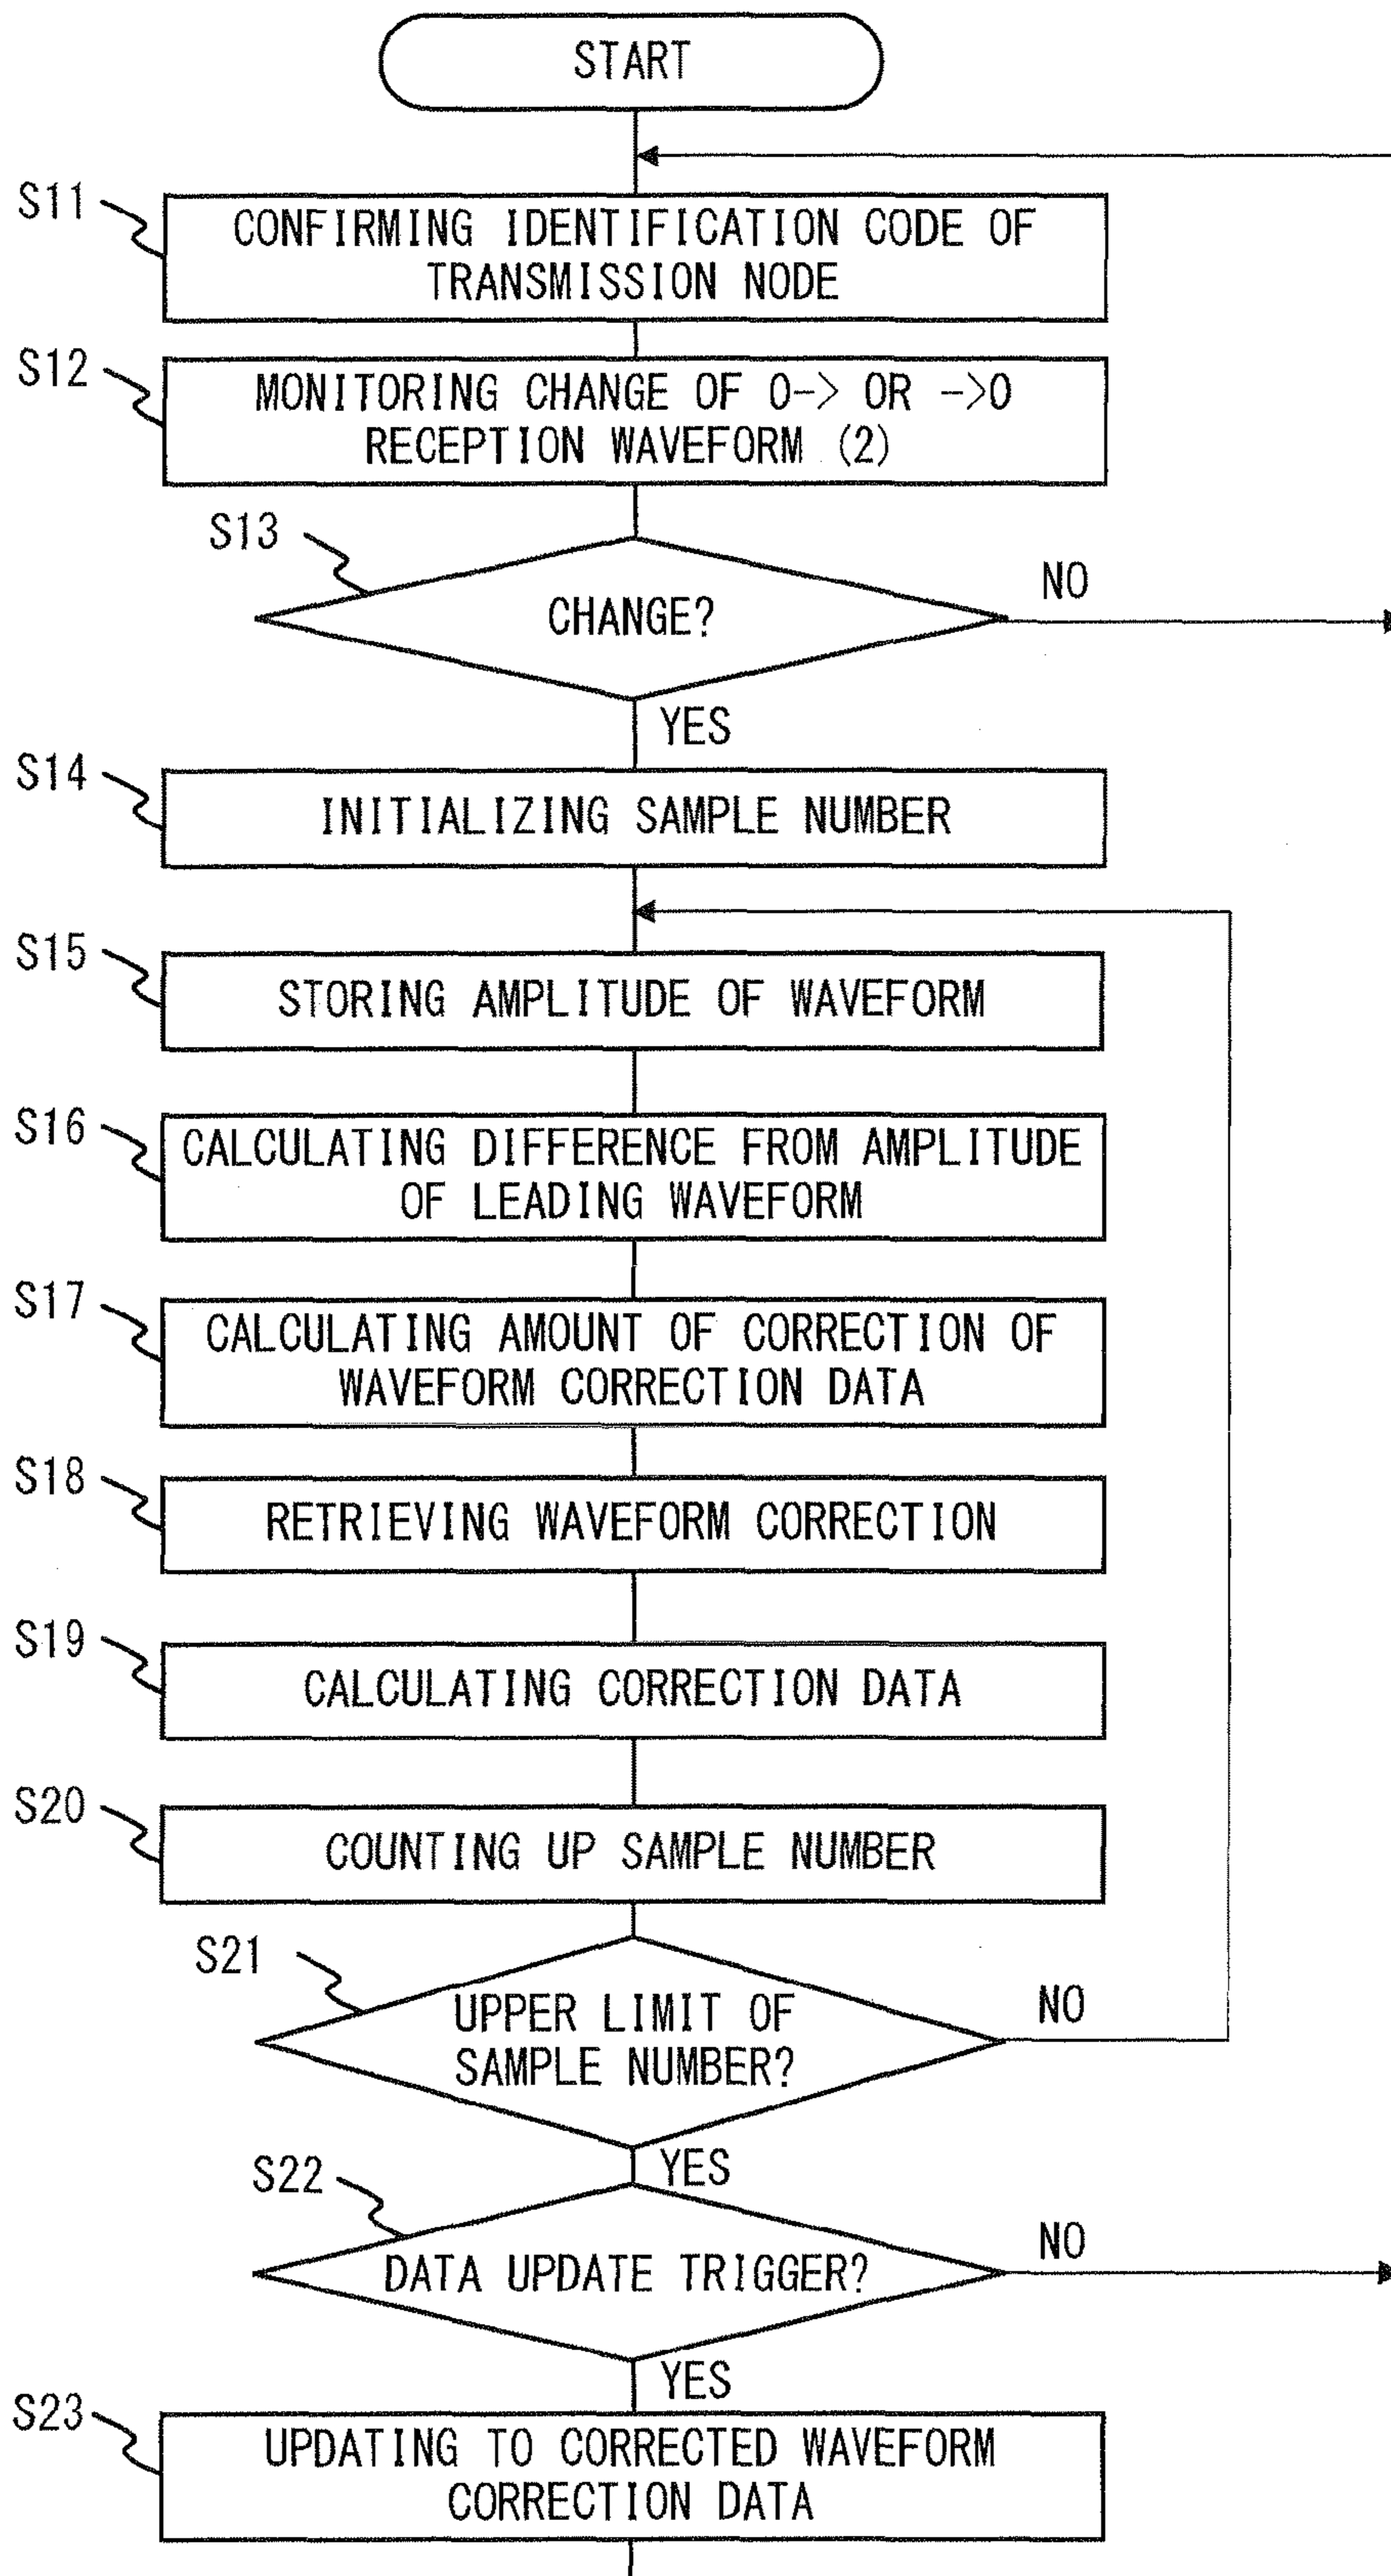 START
S11
CONFIRMING IDENTIFICATION CODE OF
TRANSMISSION NODE
S12
MONITORING CHANGE OF 0-> OR ->0
RECEPTION WAVEFORM (2)
S13
CHANGE?
NO
YES
S14
INITIALIZING SAMPLE NUMBER
S15
STORING AMPLITUDE OF WAVEFORM
S16
CALCULATING DIFFERENCE FROM AMPLITUDE
OF LEADING WAVEFORM
S17
CALCULATING AMOUNT OF CORRECTION OF
WAVEFORM CORRECTION DATA
S18
RETRIEVING WAVEFORM CORRECTION
S19
CALCULATING CORRECTION DATA
S20
COUNTING UP SAMPLE NUMBER
S21
UPPER LIMIT OF
SAMPLE NUMBER?
NO
YES
S22
DATA UPDATE TRIGGER?
NO
YES
S23
UPDATING TO CORRECTED WAVEFORM
CORRECTION DATA